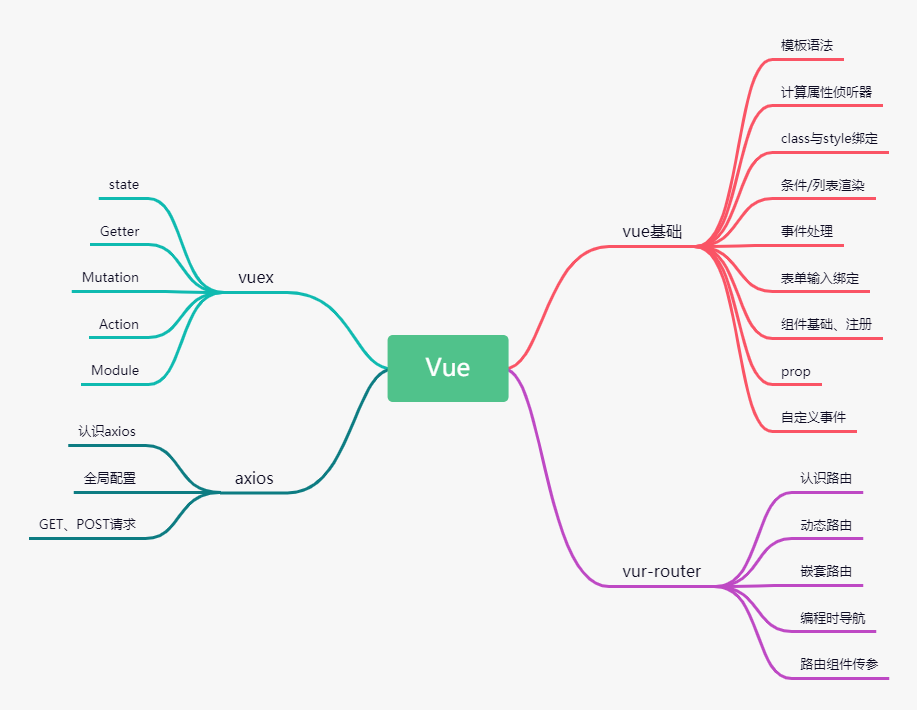 Vue
vue基础
模板语法
计算属性侦听器
class与style绑定
条件/列表渲染
事件处理
表单输入绑定
组件基础、注册
prop
自定义事件
vur-router
认识路由
动态路由
嵌套路由
编程时导航
路由组件传参
vuex
state
Getter
Mutation
Action
Module
axios
认识axios
全局配置
GET、POST请求